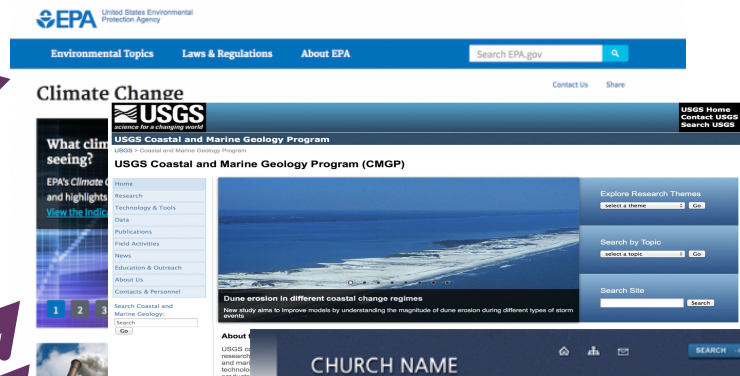 EPA United States Environmental
Protection Agency
Environmental Topics Laws & Regulations About EPA Search EPA.gov
Contact Us Share
Climate Change
USGS
science for a changing world
USGS Home
Contact USGS
Search USGS
USGS Coastal and Marine Geology Program
USGS > Coastal and Marine Geology Program
USGS Coastal and Marine Geology Program (CMGP)
What clim
seeing?
EPA's Climate
and highlights
View the Indic
1 2 3
Home
Research
Technology & Tools
Data
Publications
Field Activities
News
Education & Outreach
About Us
Contacts & Personnel
Search Coastal and
Marine Geology:
Search
Go
Dune erosion in different coastal change regimes
New study aims to improve models by understanding the magnitude of dune erosion during different types of storm
events
Explore Research Themes
select a theme Go
Search by Topic
select a topic Go
Search Site
Search
About
USGS
research
and mari
technolo
CHURCH NAME
SEARCH